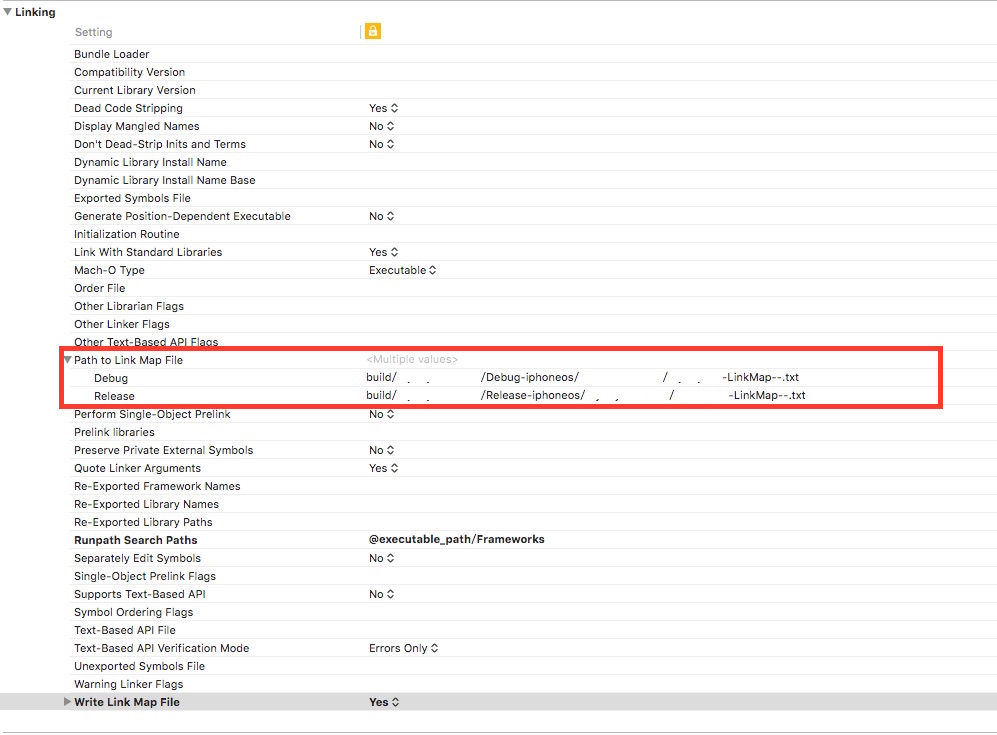 Linking
Setting
Bundle Loader
Compatibility Version
Current Library Version
Dead Code Stripping Yes
Display Mangled Names No
Don't Dead-Strip Inits and Terms No
Dynamic Library Install Name
Dynamic Library Install Name Base
Exported Symbols File
Generate Position-Dependent Executable No
Initialization Routine
Link With Standard Libraries Yes
Mach-O Type Executable
Order File
Other Librarian Flags
Other Linker Flags
Other Text-Based API Flags
Path to Link Map File <Multiple values>
Debug build/ /Debug-iphoneos/ / -LinkMap--.txt
Release build/ /Release-iphoneos/ / -LinkMap--.txt
Perform Single-Object Prelink No
Prelink libraries
Preserve Private External Symbols No
Quote Linker Arguments Yes
Re-Exported Framework Names
Re-Exported Library Names
Re-Exported Library Paths
Runpath Search Paths @executable_path/Frameworks
Separately Edit Symbols No
Single-Object Prelink Flags
Supports Text-Based API No
Symbol Ordering Flags
Text-Based API File
Text-Based API Verification Mode Errors Only
Unexported Symbols File
Warning Linker Flags
Write Link Map File Yes